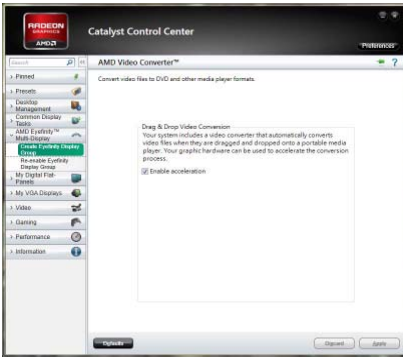 RADEON
GRAPHICS
AMD
Catalyst Control Center
Preferences
Search
AMD Video Converter™
?
Convert video files to DVD and other media player formats.
Pinned
Presets
Desktop
Management
Common Display
Tasks
AMD Eyefinity™
Multi-Display
Create Eyefinity Display
Group
Re-enable Eyefinity
Display Group
My Digital Flat-
Panels
My VGA Displays
Video
Gaming
Performance
Information
Drag & Drop Video Conversion
Your system includes a video converter that automatically converts
video files when they are dragged and dropped onto a portable media
player. Your graphic hardware can be used to accelerate the conversion
process.
Enable acceleration
Defaults
Discard
Apply